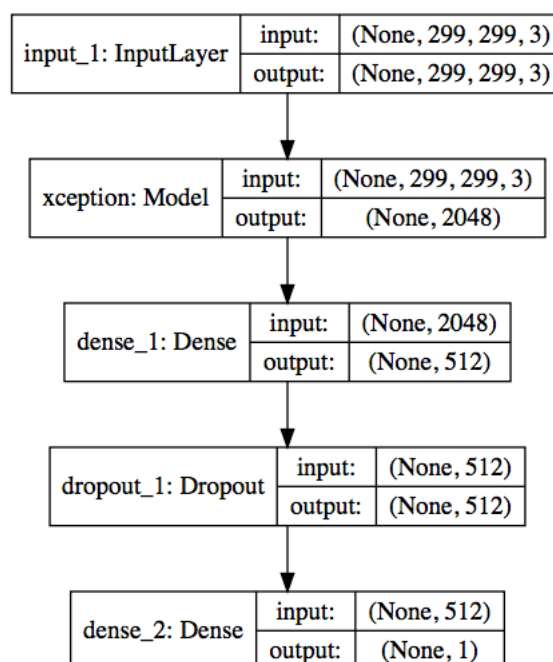 input_1: InputLayer
input: (None, 299, 299, 3)
output: (None, 299, 299, 3)
xception: Model
input: (None, 299, 299, 3)
output: (None, 2048)
dense_1: Dense
input: (None, 2048)
output: (None, 512)
dropout_1: Dropout
input: (None, 512)
output: (None, 512)
dense_2: Dense
input: (None, 512)
output: (None, 1)